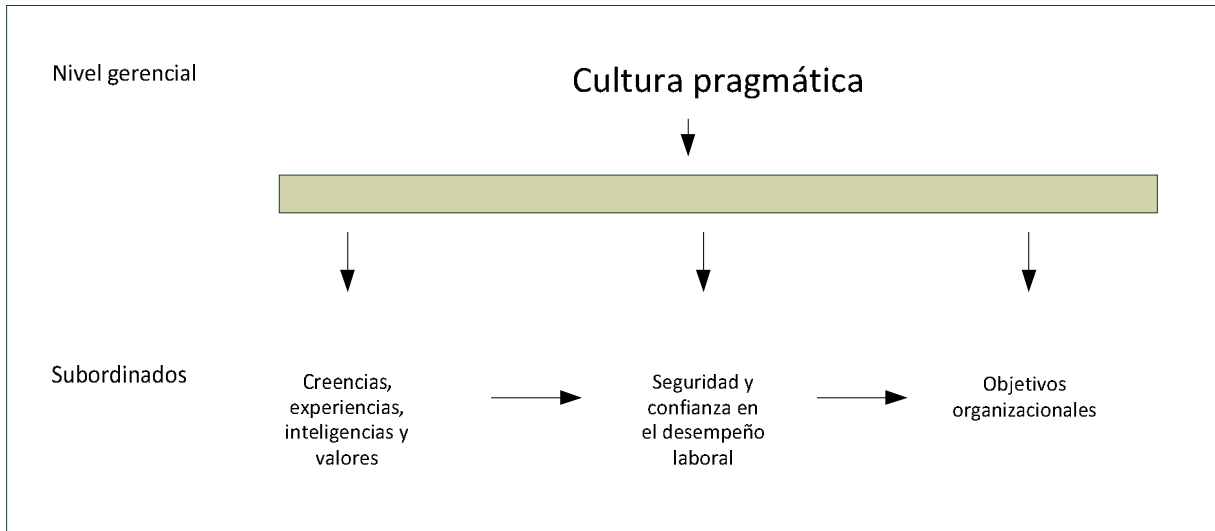 Nivel gerencial
Cultura pragmática
Subordinados
Creencias,
experiencias,
inteligencias y
valores
Seguridad y
confianza en
el desempeño
laboral
Objetivos
organizacionales